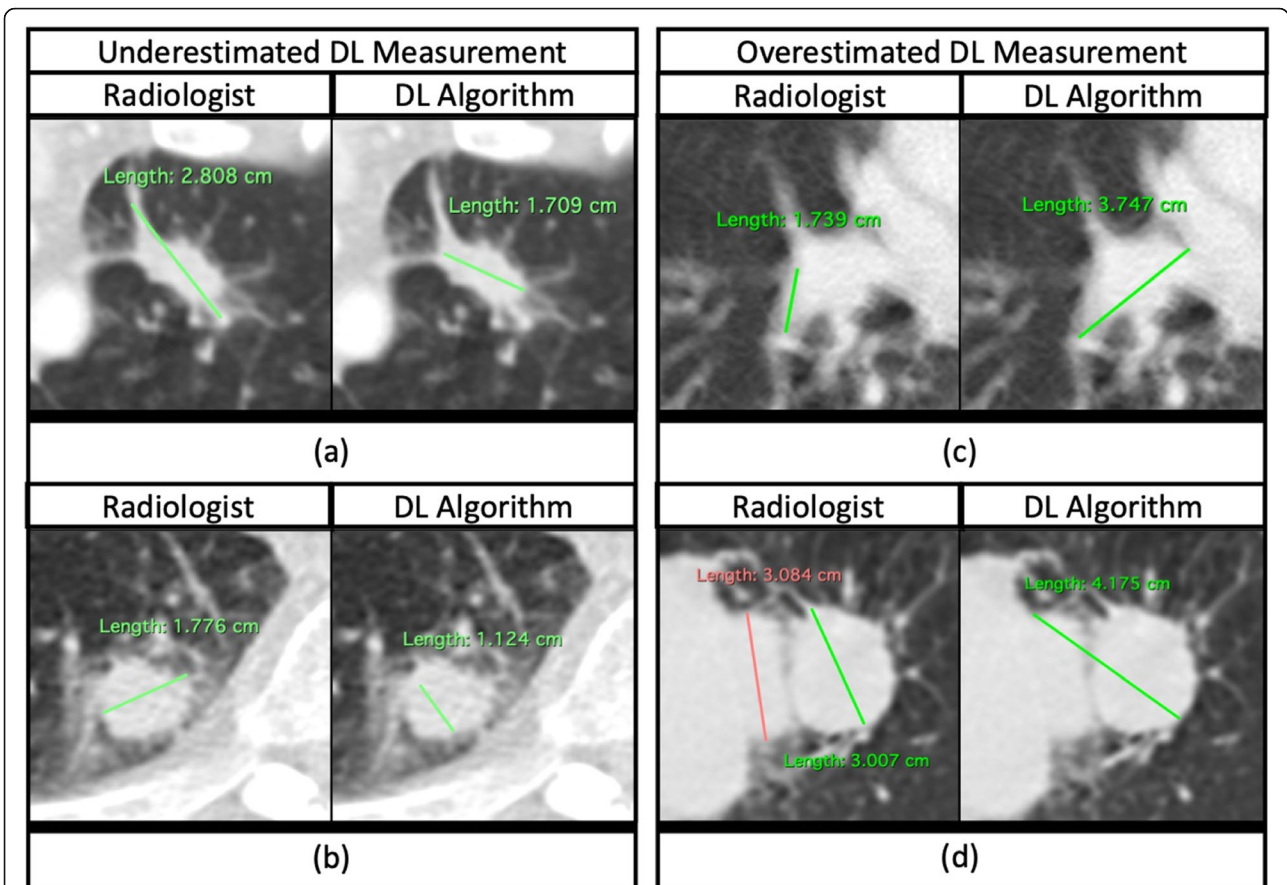 Underestimated DL Measurement
Radiologist DL Algorithm
Length: 2.808 cm
Length: 1.709 cm
(a)
Radiologist DL Algorithm
Length: 1.776 cm
Length: 1.124 cm
(b)
Overestimated DL Measurement
Radiologist DL Algorithm
Length: 1.739 cm
Length: 3.747 cm
(c)
Radiologist DL Algorithm
Length: 3.084 cm
Length: 3.007 cm
Length: 4.175 cm
(d)